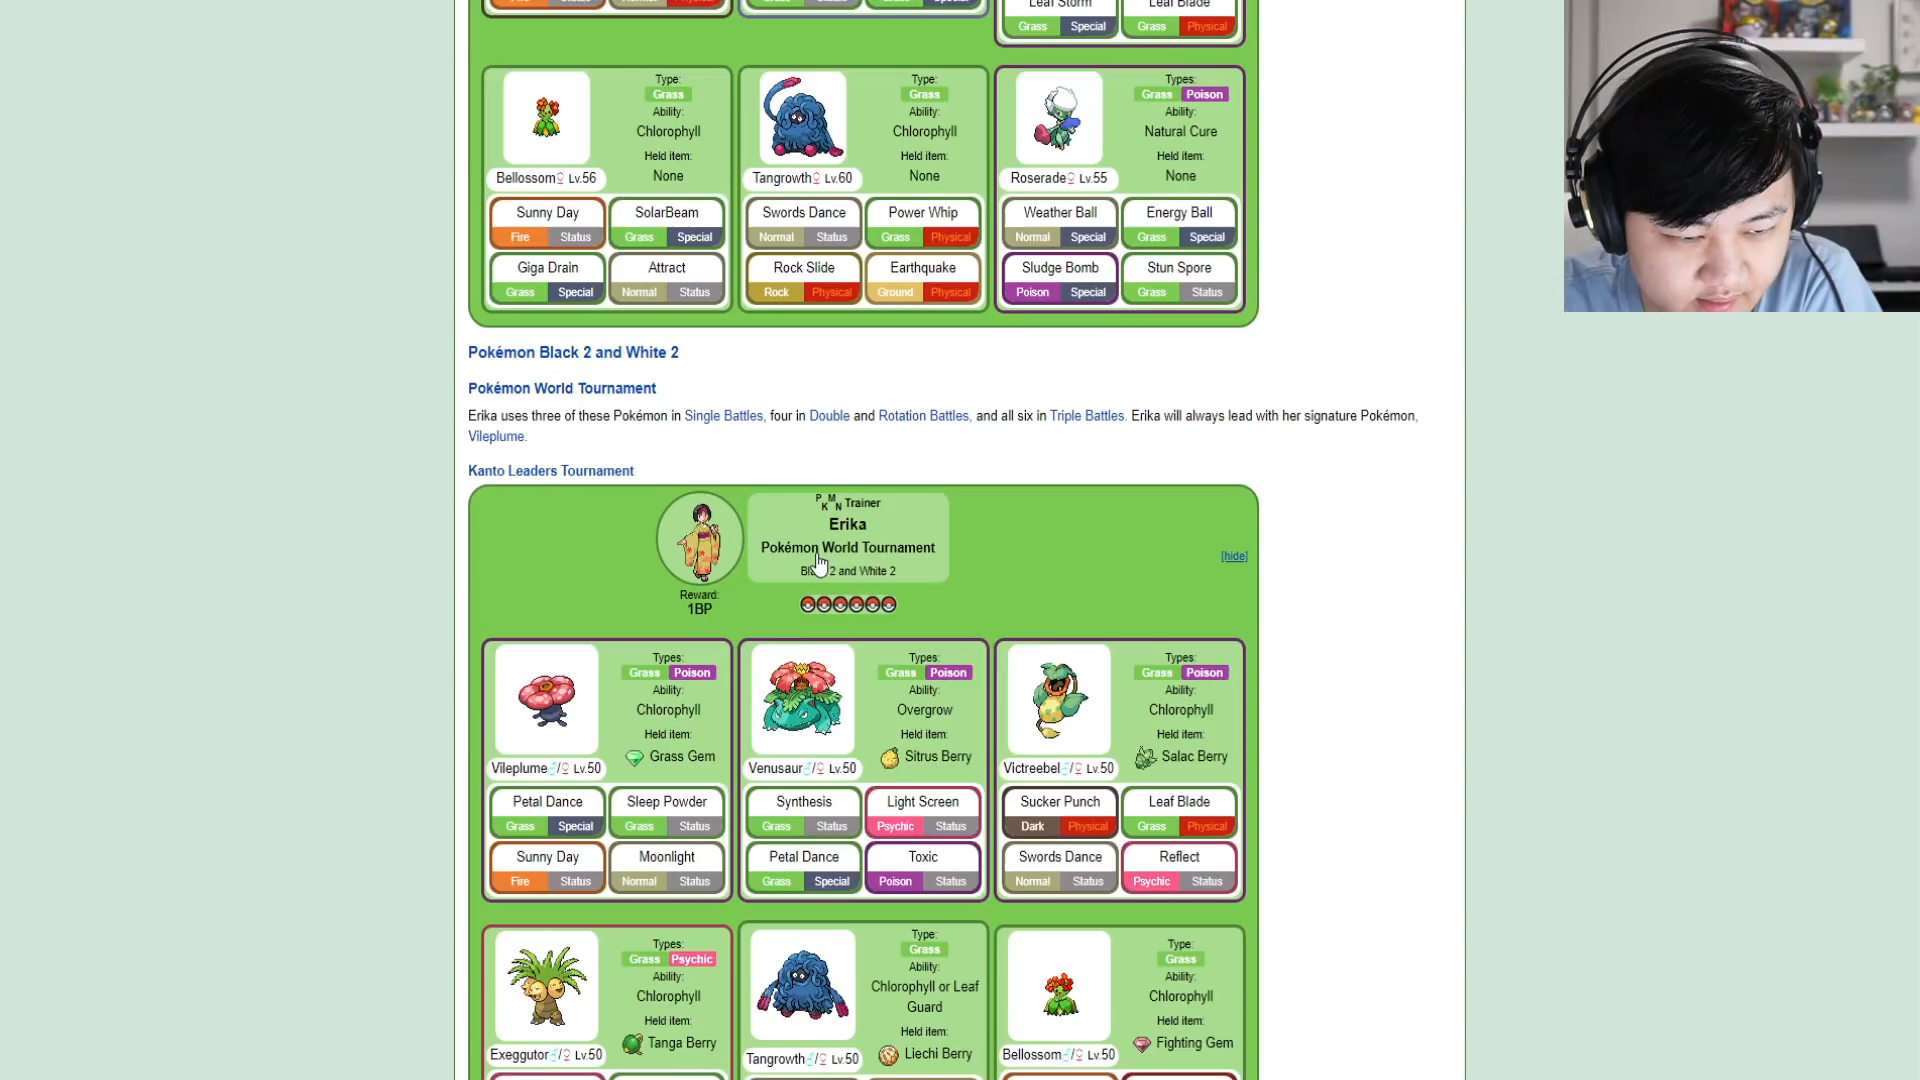 Fire Status Normal Physical Grass Status Grass Special Leaf Storm Leaf Blade
Grass Special Grass Physical
Type:
Grass
Ability:
Chlorophyll
Held item:
None
Bellossom♀ Lv.56
Sunny Day SolarBeam
Fire Status Grass Special
Giga Drain Attract
Grass Special Normal Status
Type:
Grass
Ability:
Chlorophyll
Held item:
None
Tangrowth♀ Lv.60
Swords Dance Power Whip
Normal Status Grass Physical
Rock Slide Earthquake
Rock Physical Ground Physical
Types:
Grass Poison
Ability:
Natural Cure
Held item:
None
Roserade♀ Lv.55
Weather Ball Energy Ball
Normal Special Grass Special
Sludge Bomb Stun Spore
Poison Special Grass Status
Pokémon Black 2 and White 2
Pokémon World Tournament
Erika uses three of these Pokémon in Single Battles, four in Double and Rotation Battles, and all six in Triple Battles. Erika will always lead with her signature Pokémon,
Vileplume.
Kanto Leaders Tournament
PKMN Trainer
Erika
Pokémon World Tournament
2 and White 2
[hide]
Reward:
1BP
Types:
Grass Poison
Ability:
Chlorophyll
Held item:
Grass Gem
Vileplume♂/♀ Lv.50
Petal Dance Sleep Powder
Grass Special Grass Status
Sunny Day Moonlight
Fire Status Normal Status
Types:
Grass Poison
Ability:
Overgrow
Held item:
Sitrus Berry
Venusaur♂/♀ Lv.50
Synthesis Light Screen
Grass Status Psychic Status
Petal Dance Toxic
Grass Special Poison Status
Types:
Grass Poison
Ability:
Chlorophyll
Held item:
Salac Berry
Victreebel♂/♀ Lv.50
Sucker Punch Leaf Blade
Dark Physical Grass Physical
Swords Dance Reflect
Normal Status Psychic Status
Types:
Grass Psychic
Ability:
Chlorophyll
Held item:
Tanga Berry
Exeggutor♂/♀ Lv.50
Type:
Grass
Ability:
Chlorophyll or Leaf
Guard
Held item:
Liechi Berry
Tangrowth♂/♀ Lv.50
Type:
Grass
Ability:
Chlorophyll
Held item:
Fighting Gem
Bellossom♂/♀ Lv.50